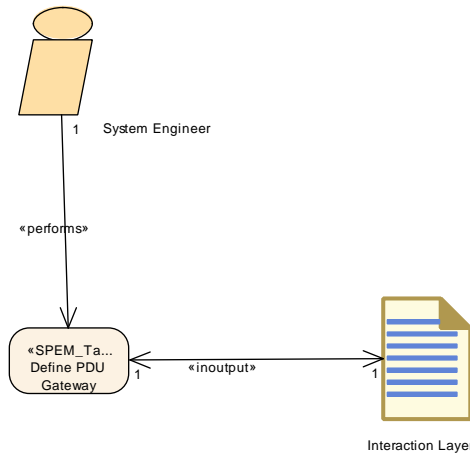 1
System Engineer
«performs»
«SPEM_Ta...
Define PDU
Gateway
1
«inoutput»
1
Interaction Layer